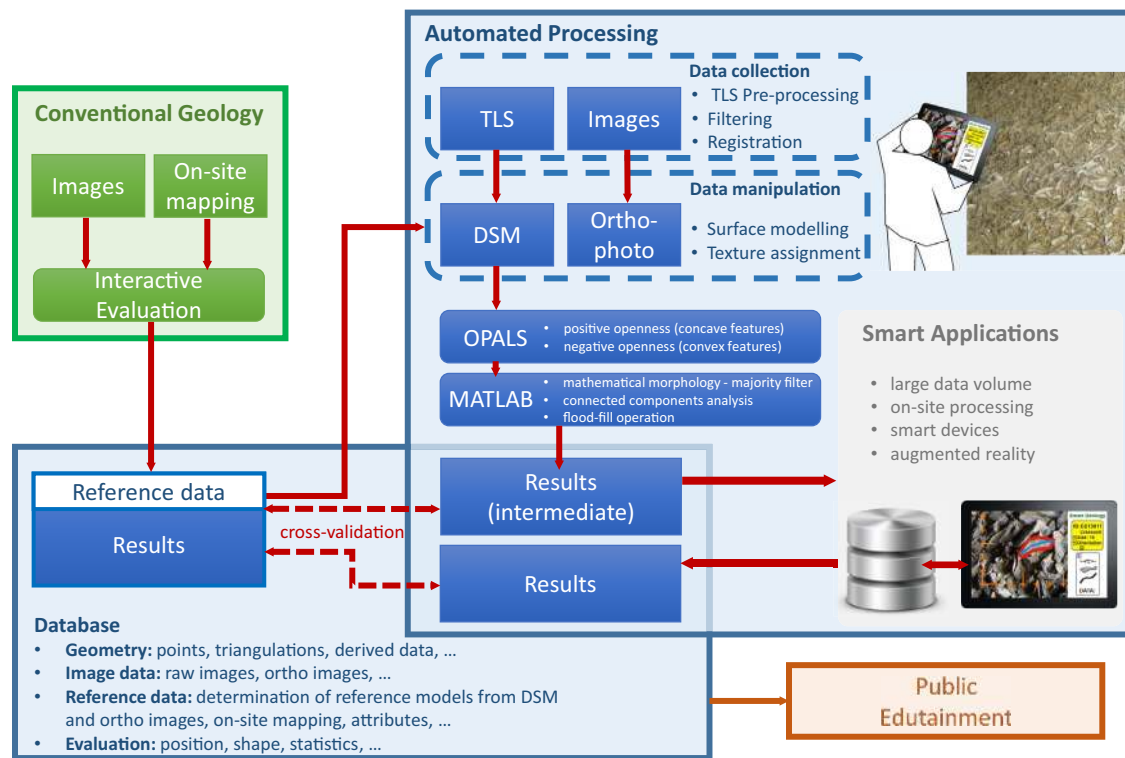 Automated Processing
Data collection
• TLS Pre-processing
• Filtering
• Registration
TLS
Images
Conventional Geology
Images
On-site
mapping
Interactive
Evaluation
Data manipulation
• Surface modelling
• Texture assignment
DSM
Ortho-
photo
OPALS
• positive openness (concave features)
• negative openness (convex features)
MATLAB
• mathematical morphology - majority filter
• connected components analysis
• flood-fill operation
Smart Applications
• large data volume
• on-site processing
• smart devices
• augmented reality
Reference data
Results
cross-validation
Results
(intermediate)
Results
Smart Geology
DATA:
Database
• Geometry: points, triangulations, derived data, ...
• Image data: raw images, ortho images, ...
• Reference data: determination of reference models from DSM
and ortho images, on-site mapping, attributes, ...
• Evaluation: position, shape, statistics, ...
Public
Edutainment